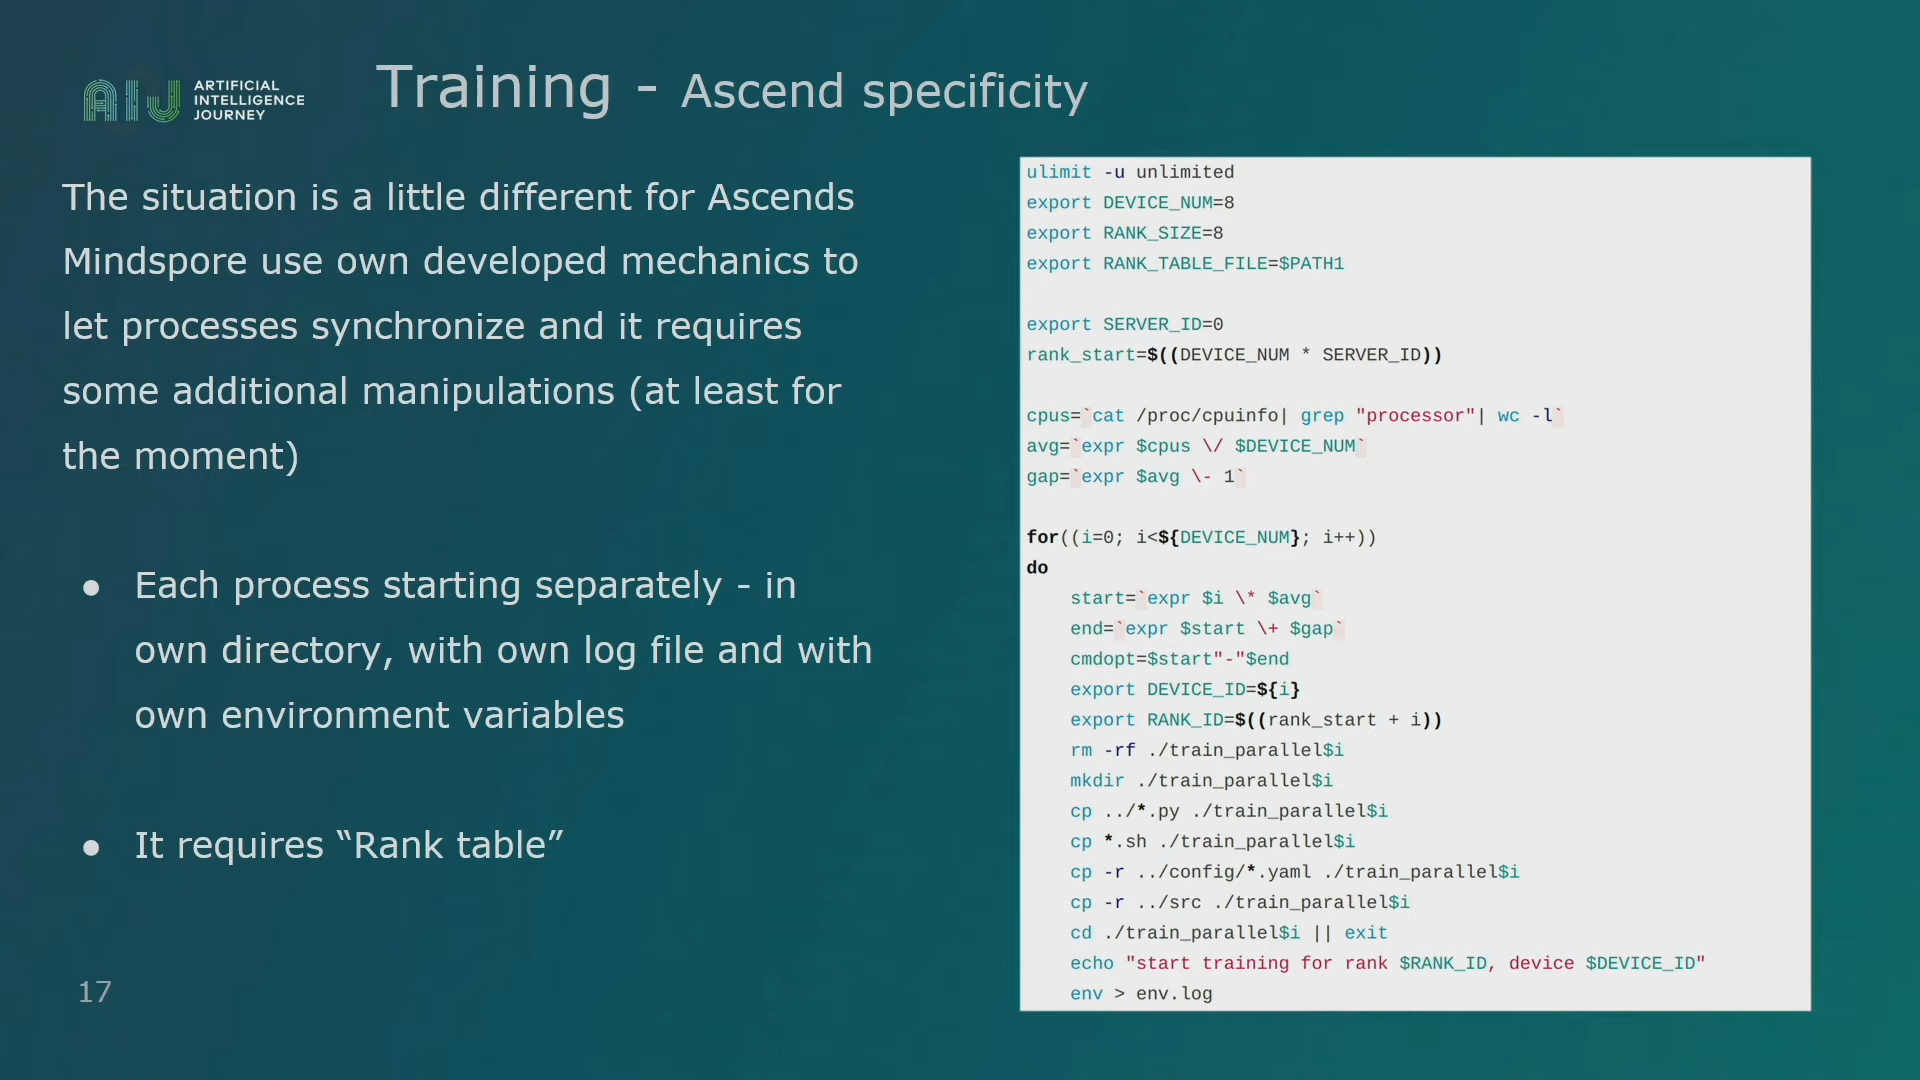 ARTIFICIAL
INTELLIGENCE
JOURNEY
AIJ
Training - Ascend specificity
The situation is a little different for Ascends
Mindspore use own developed mechanics to
let processes synchronize and it requires
some additional manipulations (at least for
the moment)
● Each process starting separately - in
own directory, with own log file and with
own environment variables
● It requires “Rank table”
17
ulimit -u unlimited
export DEVICE_NUM=8
export RANK_SIZE=8
export RANK_TABLE_FILE=$PATH1
export SERVER_ID=0
rank_start=$((DEVICE_NUM * SERVER_ID))
cpus=`cat /proc/cpuinfo| grep "processor"| wc -l`
avg=`expr $cpus \/ $DEVICE_NUM`
gap=`expr $avg \- 1`
for((i=0; i<${DEVICE_NUM}; i++))
do
start=`expr $i \* $avg`
end=`expr $start \+ $gap`
cmdopt=$start"-"$end
export DEVICE_ID=${i}
export RANK_ID=$((rank_start + i))
rm -rf ./train_parallel$i
mkdir ./train_parallel$i
cp ../*.py ./train_parallel$i
cp *.sh ./train_parallel$i
cp -r ../config/*.yaml ./train_parallel$i
cp -r ../src ./train_parallel$i
cd ./train_parallel$i || exit
echo "start training for rank $RANK_ID, device $DEVICE_ID"
env > env.log